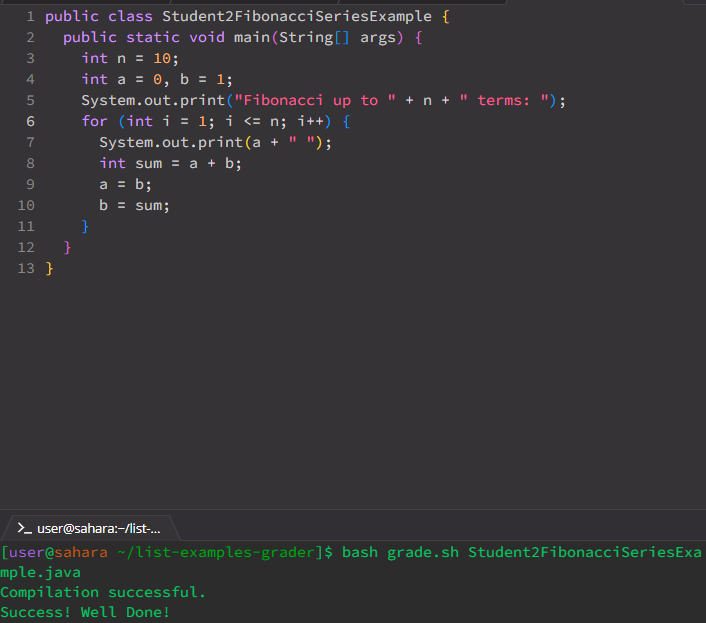 1 public class Student2FibonacciSeriesExample {
2 public static void main(String[] args) {
3 int n = 10;
4 int a = 0, b = 1;
5 System.out.print("Fibonacci up to " + n + " terms: ");
6 for (int i = 1; i <= n; i++) {
7 System.out.print(a + " ");
8 int sum = a + b;
9 a = b;
10 b = sum;
11 }
12 }
13 }
>_ user@sahara:~/list-...
[user@sahara ~/list-examples-grader]$ bash grade.sh Student2FibonacciSeriesExa
mple.java
Compilation successful.
Success! Well Done!